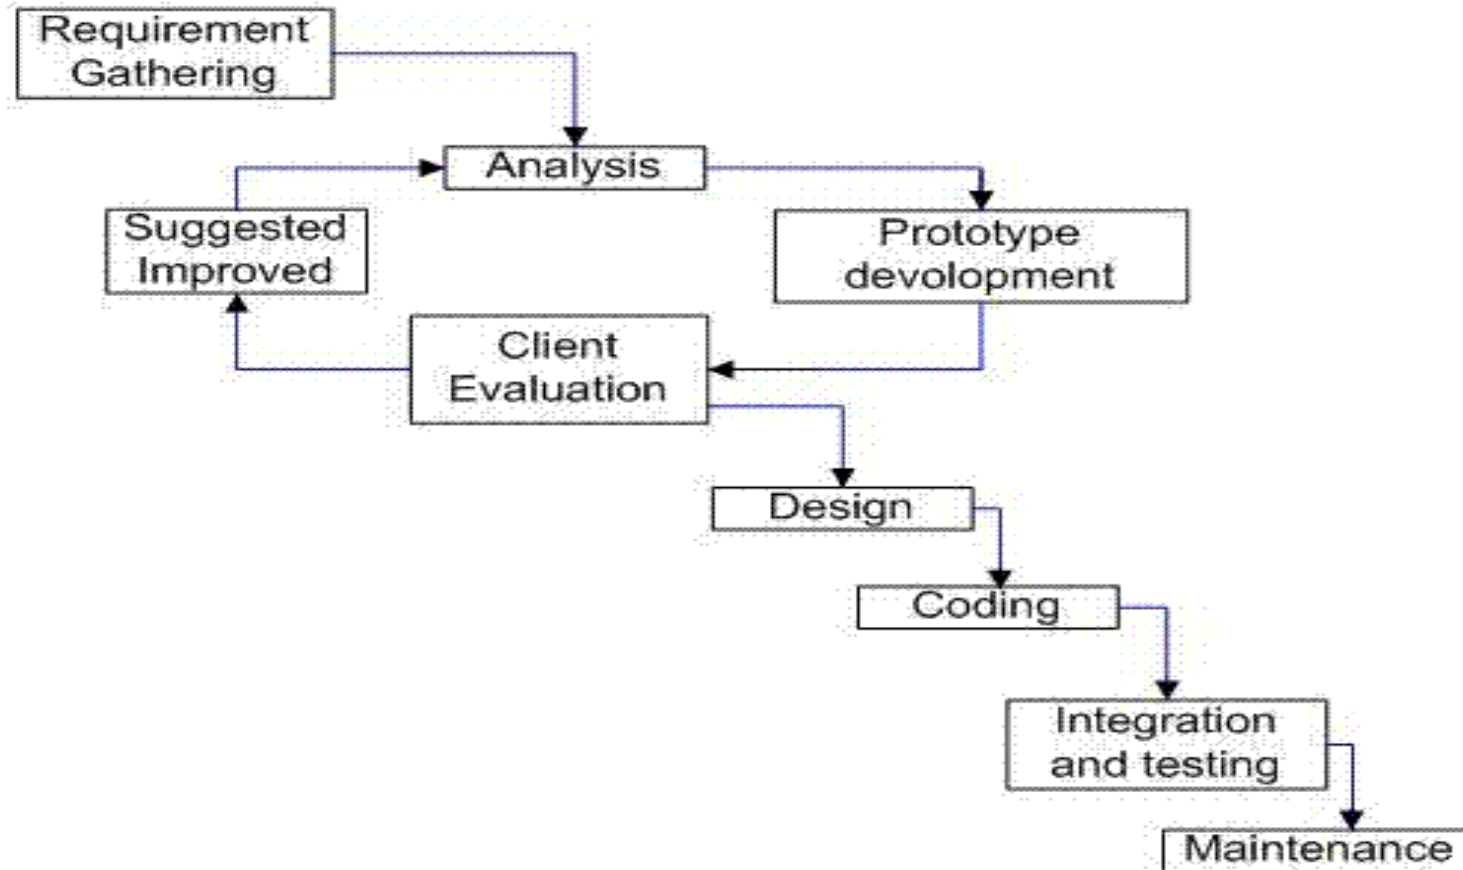 Requirement
Gathering
Analysis
Suggested
Improved
Prototype
devolopment
Client
Evaluation
Design
Coding
Integration
and testing
Maintenance